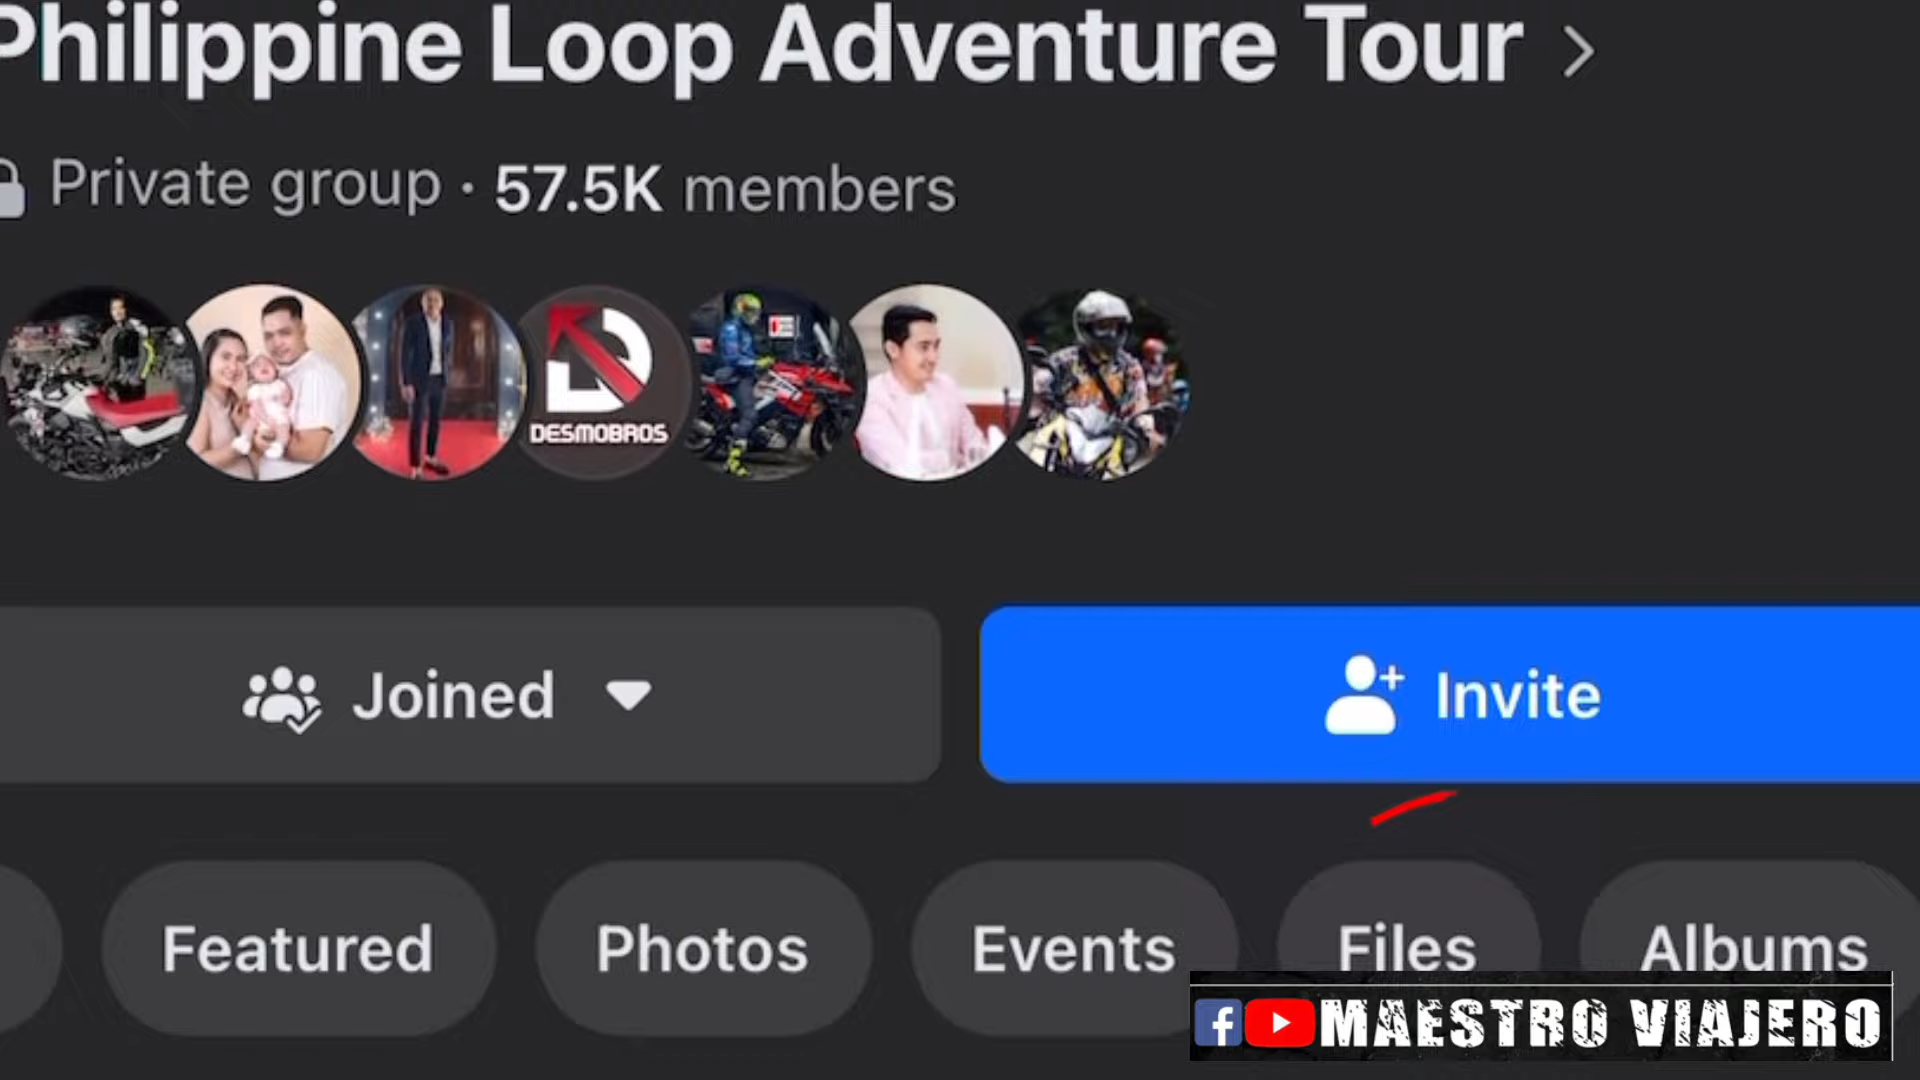 Philippine Loop Adventure Tour
Private group · 57.5K members
DESMOBROS
Joined
Invite
Featured
Photos
Events
Files
Albums
MAESTRO VIAJERO